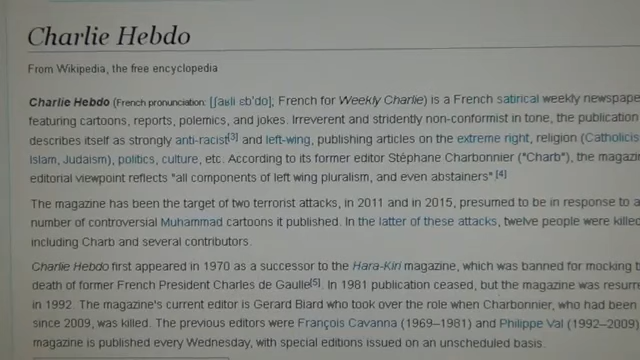 Charlie Hebdo
From Wikipedia, the free encyclopedia
Charlie Hebdo (French pronunciation: [ʃaʁli ɛbˈdo]; French for Weekly Charlie) is a French satirical weekly newspape
featuring cartoons, reports, polemics, and jokes. Irreverent and stridently non-conformist in tone, the publication
describes itself as strongly anti-racist[3] and left-wing, publishing articles on the extreme right, religion (Catholicis
Islam, Judaism), politics, culture, etc. According to its former editor Stéphane Charbonnier ("Charb"), the magazin
editorial viewpoint reflects "all components of left wing pluralism, and even abstainers".[4]
The magazine has been the target of two terrorist attacks, in 2011 and in 2015, presumed to be in response to a
number of controversial Muhammad cartoons it published. In the latter of these attacks, twelve people were killed
including Charb and several contributors.
Charlie Hebdo first appeared in 1970 as a successor to the Hara-Kiri magazine, which was banned for mocking t
death of former French President Charles de Gaulle[5]. In 1981 publication ceased, but the magazine was resurre
in 1992. The magazine's current editor is Gerard Biard who took over the role when Charbonnier, who had been
since 2009, was killed. The previous editors were François Cavanna (1969–1981) and Philippe Val (1992–2009)
magazine is published every Wednesday, with special editions issued on an unscheduled basis.